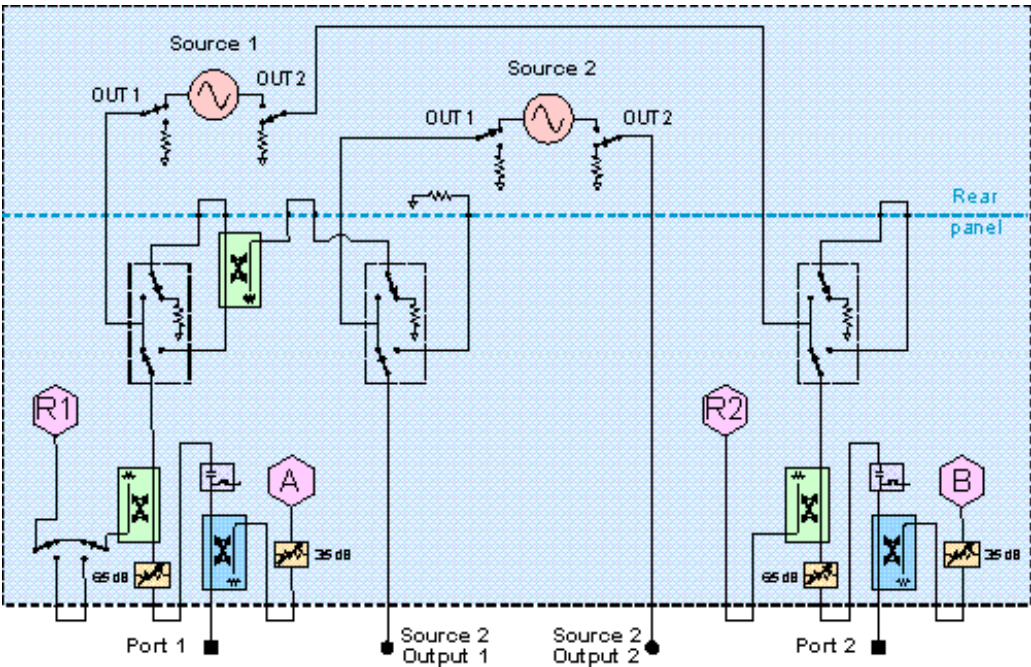 Source 1
OUT 1
OUT 2
Source 2
OUT 1
OUT 2
Rear
panel
R1
A
R2
B
65 dB
35 dB
65 dB
35 dB
Port 1
Source 2
Output 1
Source 2
Output 2
Port 2